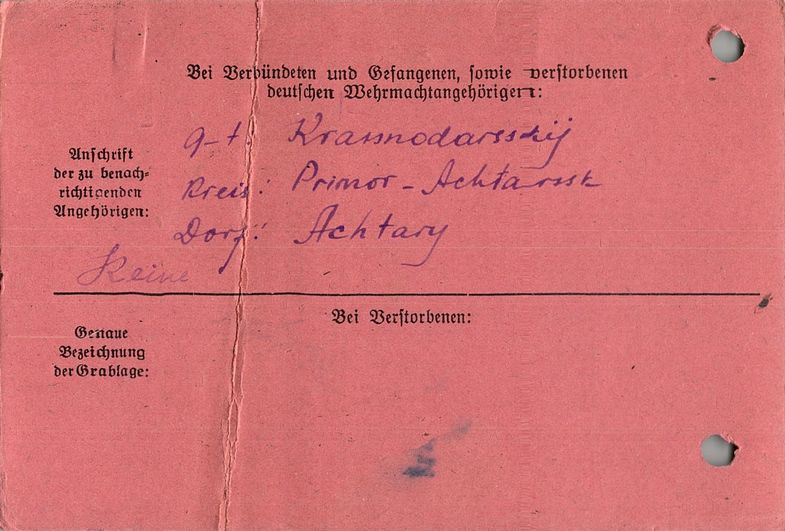 Bei Verbündeten und Gefangenen, sowie verstorbenen
deutschen Wehrmachtangehörigen:
Anschrift
der zu benach-
richtigenden
Angehörigen:
g-t Krassnodarsskij
Kreis: Primor-Achtarssk
Dorf: Achtary
Keine
Bei Verstorbenen:
Genaue
Bezeichnung
der Grablage: